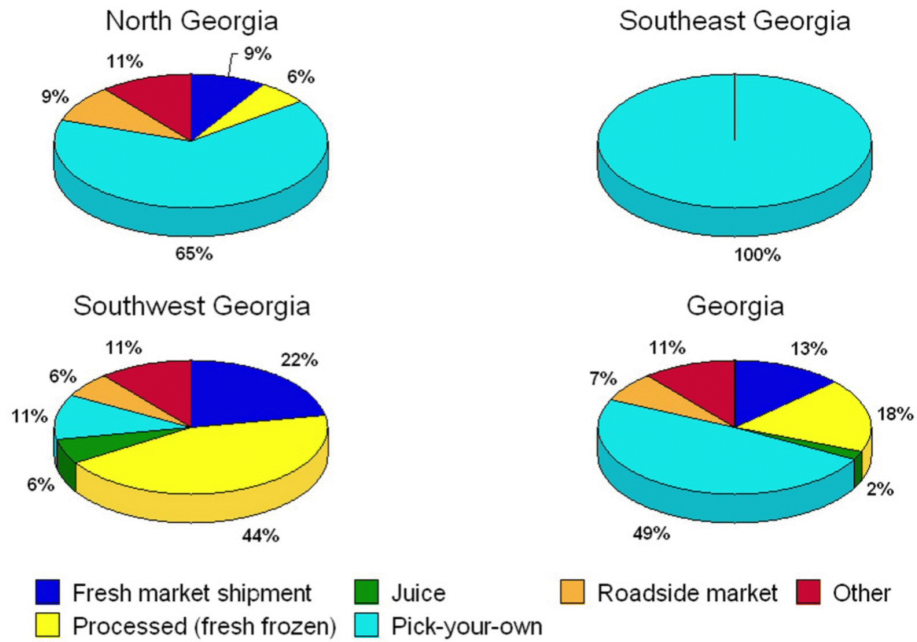 North Georgia
Southeast Georgia
11%
9%
6%
9%
65%
100%
Southwest Georgia
Georgia
11%
22%
6%
11%
6%
44%
11%
13%
7%
18%
2%
49%
Fresh market shipment
Juice
Roadside market
Other
Processed (fresh frozen)
Pick-your-own